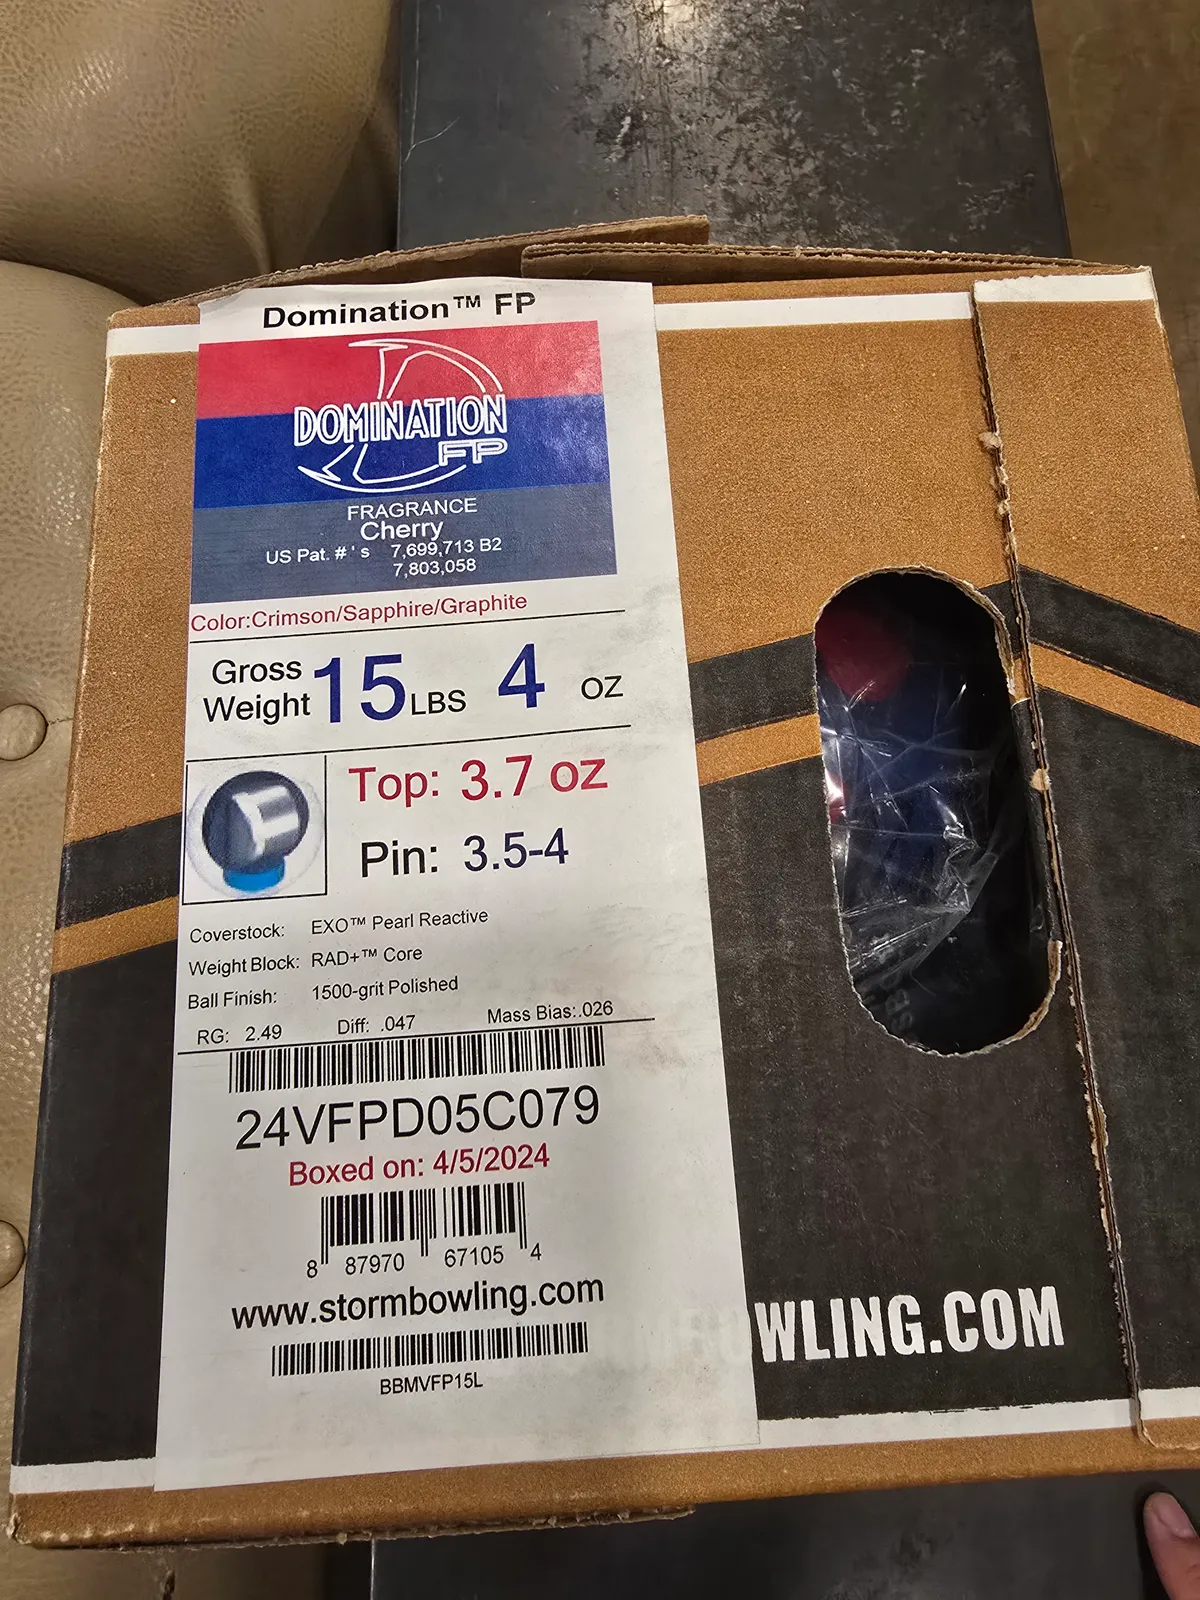 Domination™ FP
DOMINATION
FP
FRAGRANCE
Cherry
US Pat. # ' s 7,699,713 B2
7,803,058
Color:Crimson/Sapphire/Graphite
Gross Weight 15 LBS 4 oz
Top: 3.7 oz
Pin: 3.5-4
Coverstock: EXO™ Pearl Reactive
Weight Block: RAD+™ Core
Ball Finish: 1500-grit Polished
RG: 2.49 Diff: .047 Mass Bias:.026
24VFPD05C079
Boxed on: 4/5/2024
8 87970 67105 4
www.stormbowling.com
BBMVFP15L
OWLING.COM